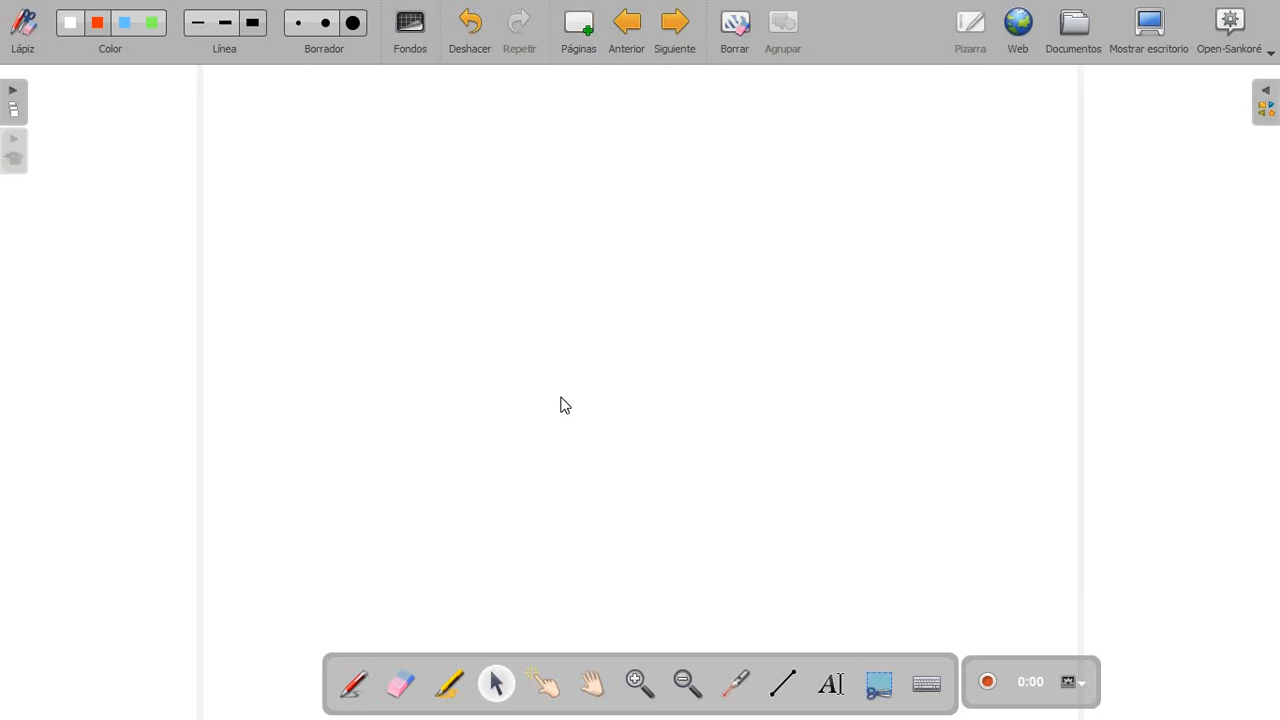 Lápiz Color Línea Borrador Fondos Deshacer Repetir Páginas Anterior Siguiente Borrar Agrupar Pizarra Web Documentos Mostrar escritorio Open-Sankoré
AI 0:00